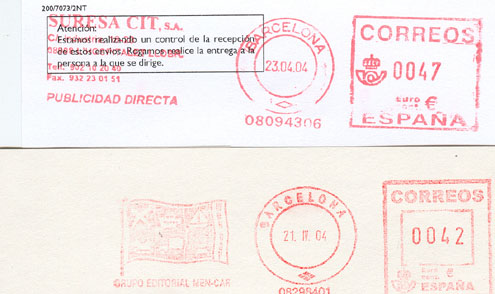 200/7073/2NT
SURESA CIT, S.A.
Atención:
Estamos realizando un control de la recepción
de estos envíos. Rogamos realice la entrega a la
persona a la que se dirige.
Tel. 932 10 20 40
Fax. 932 23 01 51
PUBLICIDAD DIRECTA
BARCELONA
23.04.04
08094306
CORREOS
0047
euro
€
ESPAÑA
GRUPO EDITORIAL MEN-CAR
BARCELONA
21. IV. 04
08298401
CORREOS
0042
ESPAÑA